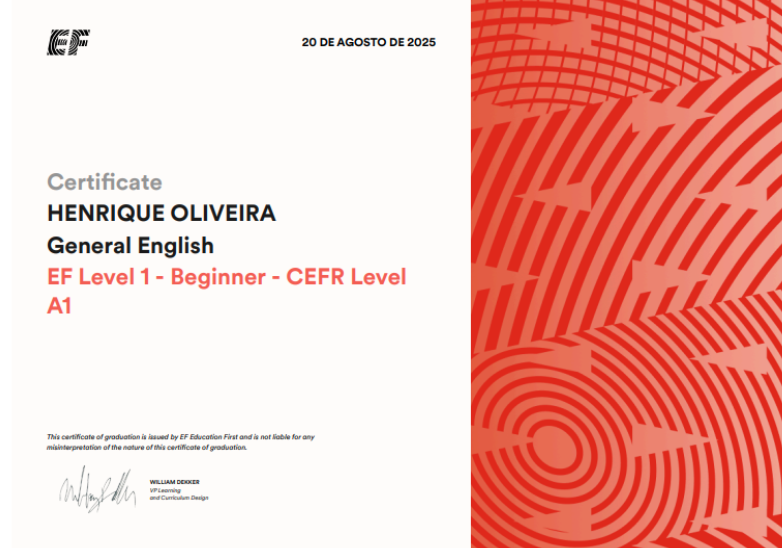 EF
20 DE AGOSTO DE 2025
Certificate
HENRIQUE OLIVEIRA
General English
EF Level 1 - Beginner - CEFR Level
A1
This certificate of graduation is issued by EF Education First and is not liable for any
misinterpretation of the nature of this certificate of graduation.
WILLIAM DEKKER
VP Learning
and Curriculum Design